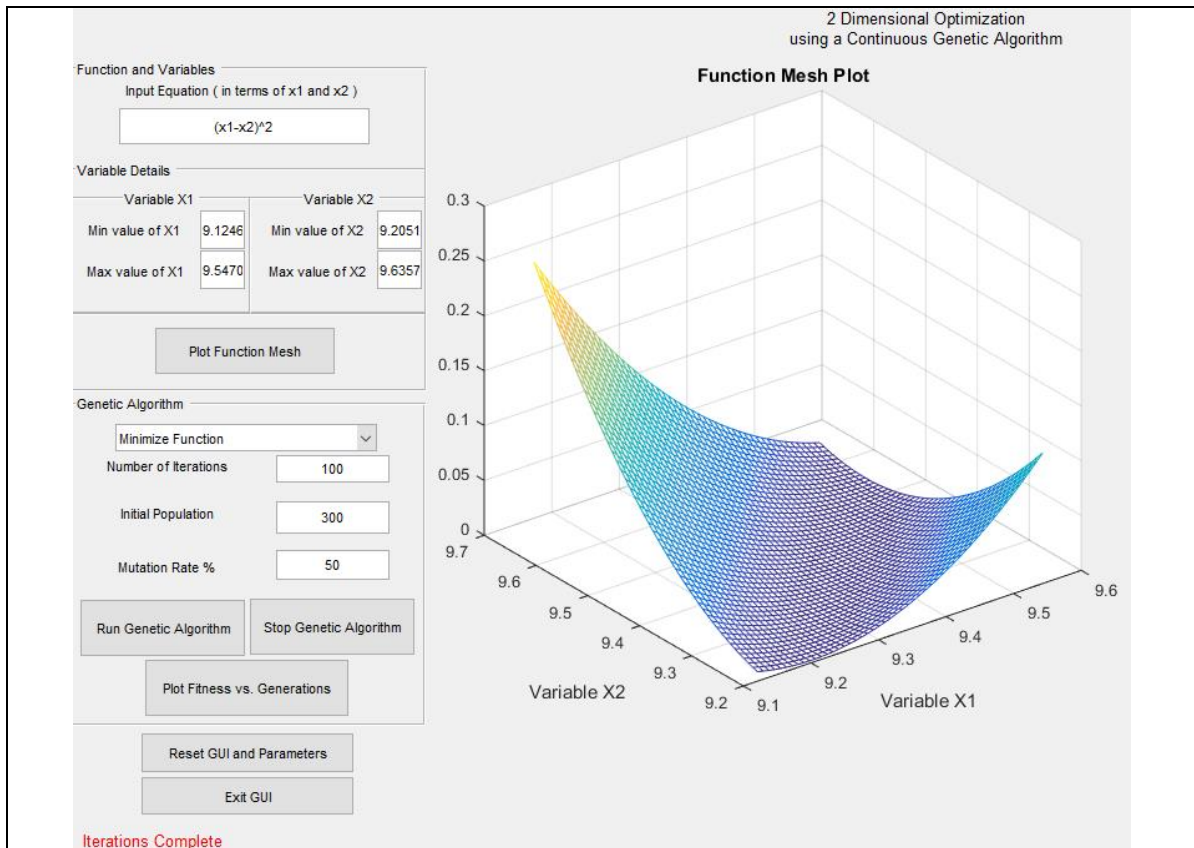 2 Dimensional Optimization
using a Continuous Genetic Algorithm
Function and Variables
Input Equation ( in terms of x1 and x2 )
(x1-x2)^2
Variable Details
Variable X1
Variable X2
Min value of X1 9.1246
Min value of X2 9.2051
Max value of X1 9.5470
Max value of X2 9.6357
Plot Function Mesh
Genetic Algorithm
Minimize Function
Number of Iterations 100
Initial Population 300
Mutation Rate % 50
Run Genetic Algorithm
Stop Genetic Algorithm
Plot Fitness vs. Generations
Reset GUI and Parameters
Exit GUI
Iterations Complete
Function Mesh Plot
0.3
0.25
0.2
0.15
0.1
0.05
0
9.7
9.6
9.5
9.4
9.3
9.2
Variable X2
9.1
9.2
9.3
9.4
9.5
9.6
Variable X1